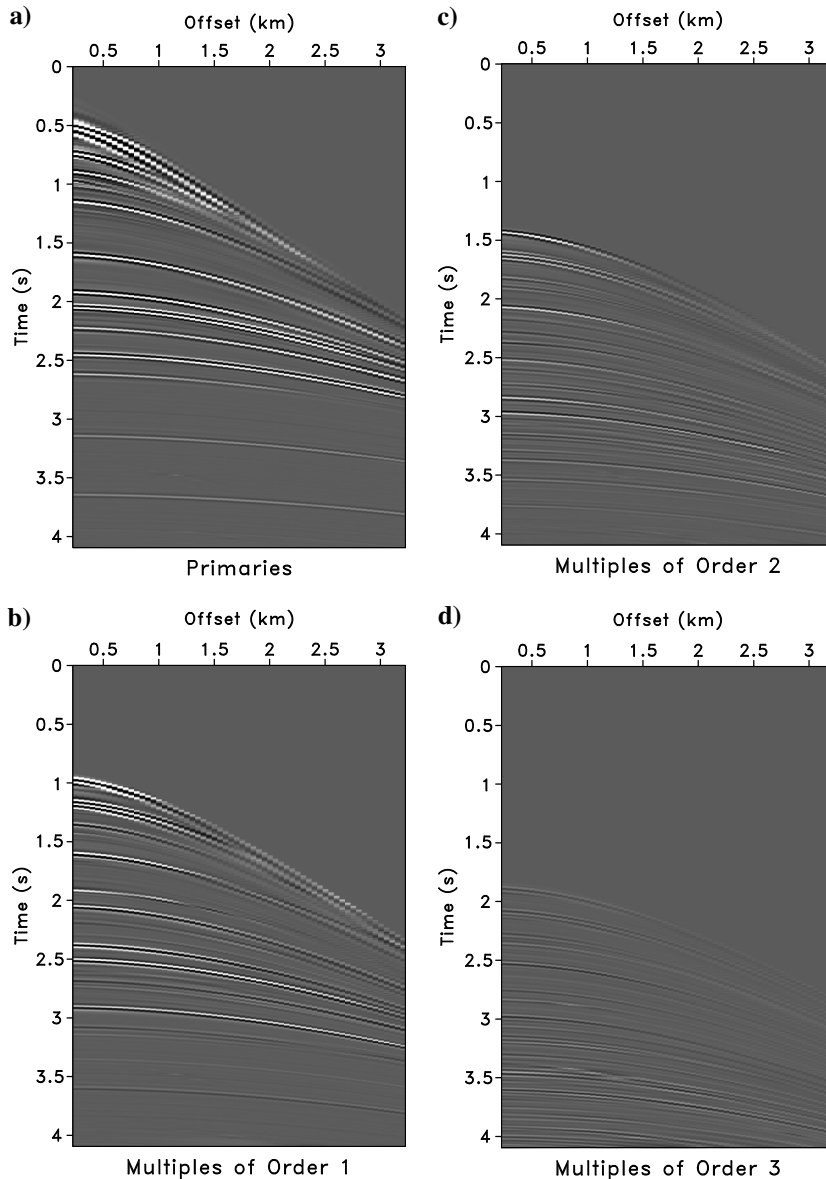 a)
Offset (km)
0.5 1 1.5 2 2.5 3
Time (s)
0
0.5
1
1.5
2
2.5
3
3.5
4
Primaries
b)
Offset (km)
0.5 1 1.5 2 2.5 3
Time (s)
0
0.5
1
1.5
2
2.5
3
3.5
4
Multiples of Order 1
c)
Offset (km)
0.5 1 1.5 2 2.5 3
Time (s)
0
0.5
1
1.5
2
2.5
3
3.5
4
Multiples of Order 2
d)
Offset (km)
0.5 1 1.5 2 2.5 3
Time (s)
0
0.5
1
1.5
2
2.5
3
3.5
4
Multiples of Order 3